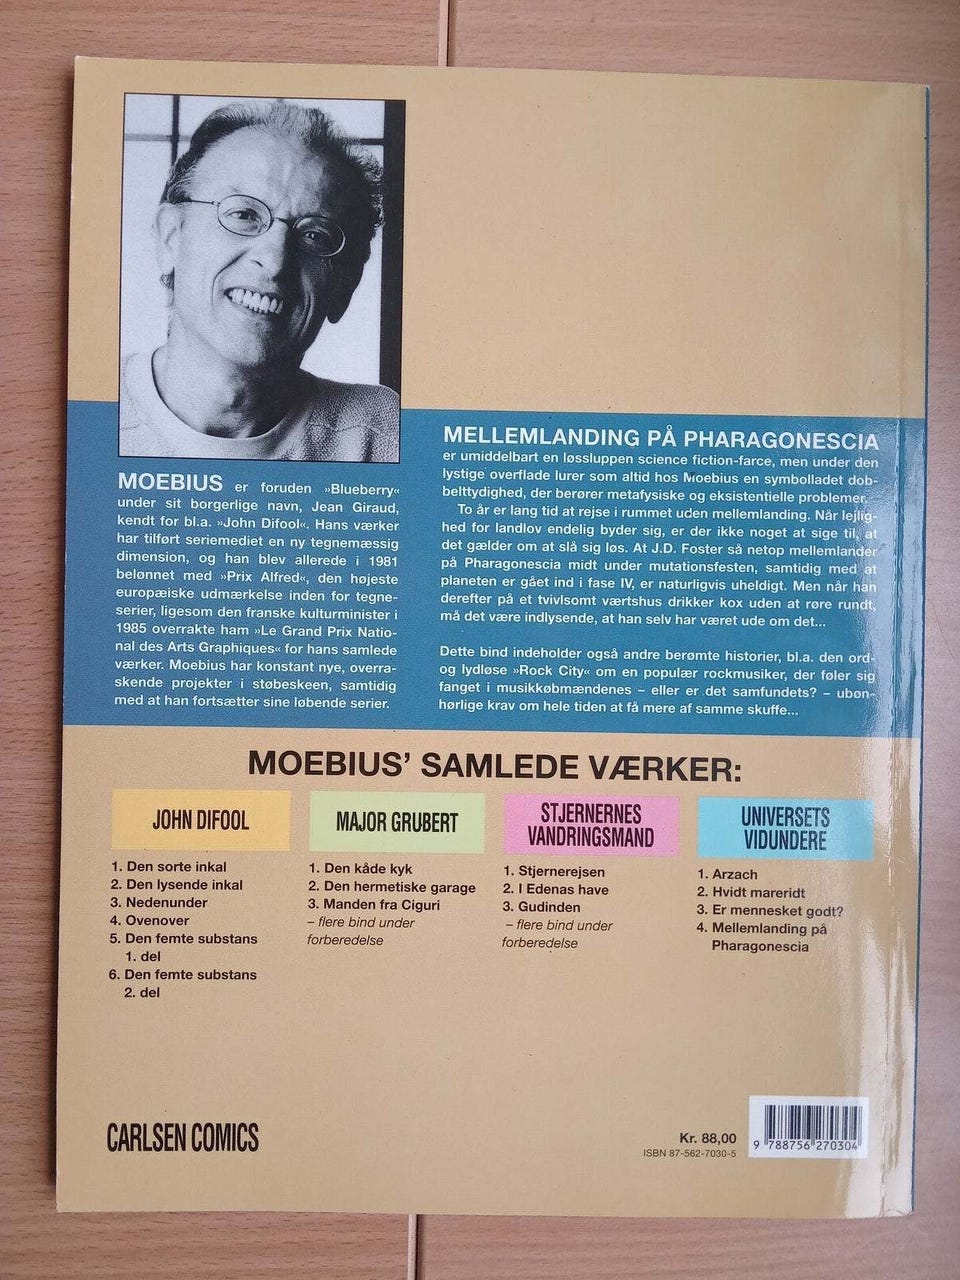 MOEBIUS er foruden »Blueberry«
under sit borgerlige navn, Jean Giraud,
kendt for bl.a. »John Difool«. Hans værker
har tilført seriemediet en ny tegnemæssig
dimension, og han blev allerede i 1981
belønnet med »Prix Alfred«, den højeste
europæiske udmærkelse inden for tegne-
serier, ligesom den franske kulturminister i
1985 overrakte ham »Le Grand Prix Natio-
nal des Arts Graphiques« for hans samlede
værker. Moebius har konstant nye, overra-
skende projekter i støbeskeen, samtidig
med at han fortsætter sine løbende serier.
MELLEMLANDING PÅ PHARAGONESCIA
er umiddelbart en løssluppen science fiction-farce, men under den
lystige overflade lurer som altid hos Moebius en symbolladet dob-
belttydighed, der berører metafysiske og eksistentielle problemer.
To år er lang tid at rejse i rummet uden mellemlanding. Når lejlig-
hed for landlov endelig byder sig, er der ikke noget at sige til, at
det gælder om at slå sig løs. At J.D. Foster så netop mellemlander
på Pharagonescia midt under mutationsfesten, samtidig med at
planeten er gået ind i fase IV, er naturligvis uheldigt. Men når han
derefter på et tvivlsomt værtshus drikker kox uden at røre rundt,
må det være indlysende, at han selv har været ude om det...
Dette bind indeholder også andre berømte historier, bl.a. den ord-
og lydløse »Rock City« om en populær rockmusiker, der føler sig
fanget i musikkøbmændenes – eller er det samfundets? – ubøn-
hørlige krav om hele tiden at få mere af samme skuffe...
MOEBIUS' SAMLEDE VÆRKER:
JOHN DIFOOL
1. Den sorte inkal
2. Den lysende inkal
3. Nedenunder
4. Ovenover
5. Den femte substans
1. del
6. Den femte substans
2. del
MAJOR GRUBERT
1. Den kåde kyk
2. Den hermetiske garage
3. Manden fra Ciguri
– flere bind under
forberedelse
STJERNERNES
VANDRINGSMAND
1. Stjernerejsen
2. I Edenas have
3. Gudinden
– flere bind under
forberedelse
UNIVERSETS
VIDUNDERE
1. Arzach
2. Hvidt mareridt
3. Er mennesket godt?
4. Mellemlanding på
Pharagonescia
CARLSEN COMICS
Kr. 88,00
ISBN 87-562-7030-5
9 788756 270304